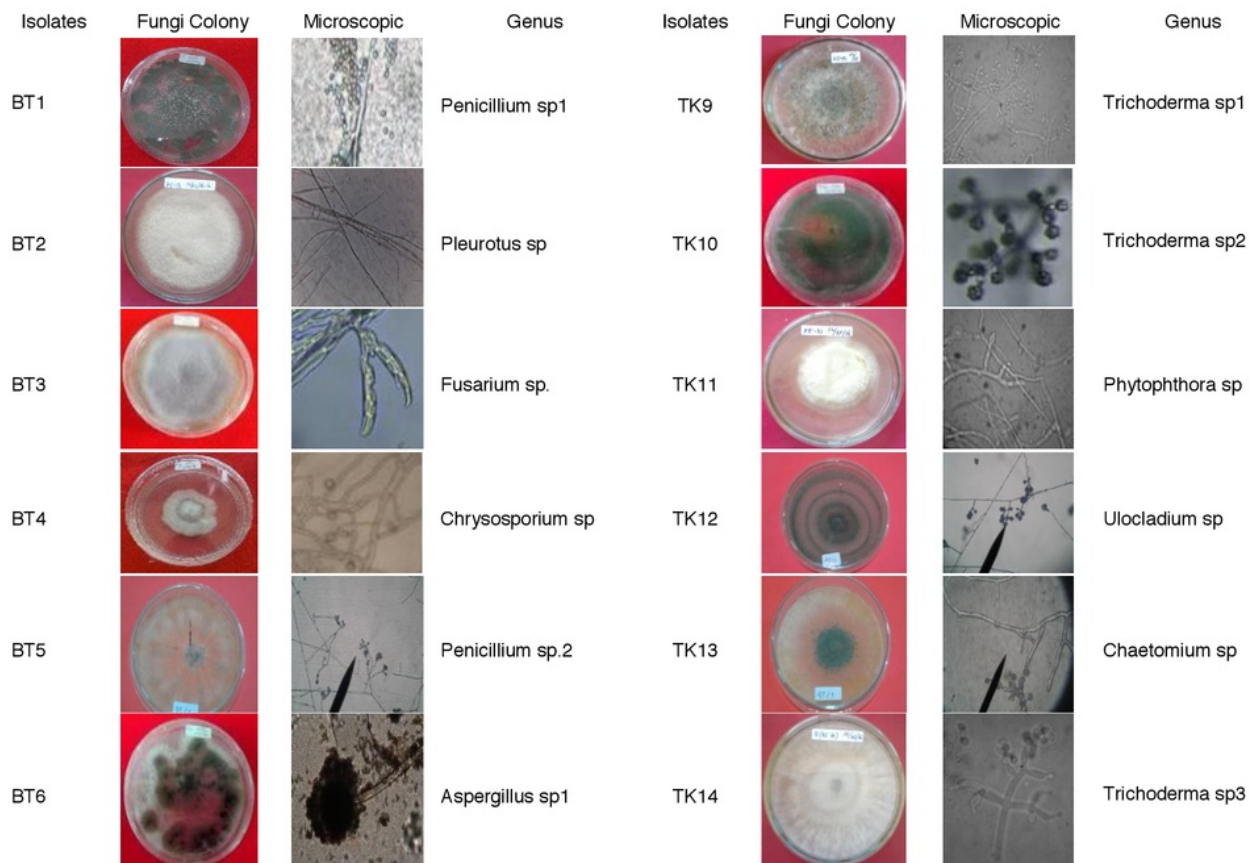 Isolates Fungi Colony Microscopic Genus Isolates Fungi Colony Microscopic Genus
BT1 Penicillium sp1 TK9 Trichoderma sp1
BT2 Pleurotus sp TK10 Trichoderma sp2
BT3 Fusarium sp. TK11 Phytophthora sp
BT4 Chrysosporium sp TK12 Ulocladium sp
BT5 Penicillium sp.2 TK13 Chaetomium sp
BT6 Aspergillus sp1 TK14 Trichoderma sp3